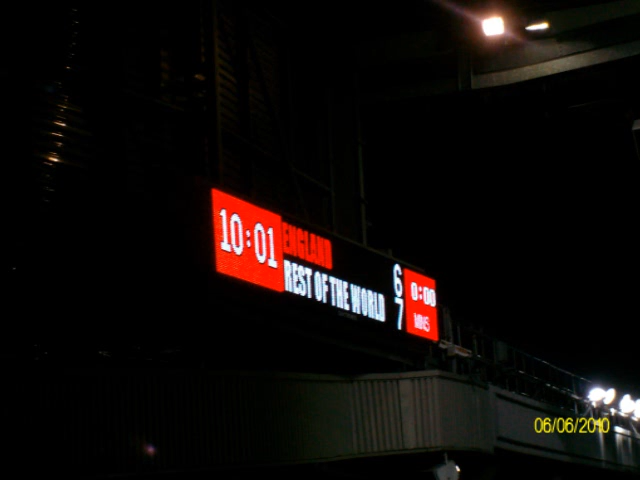 10:01
ENGLAND 6
REST OF THE WORLD 7
0:00
MINS
06/06/2010